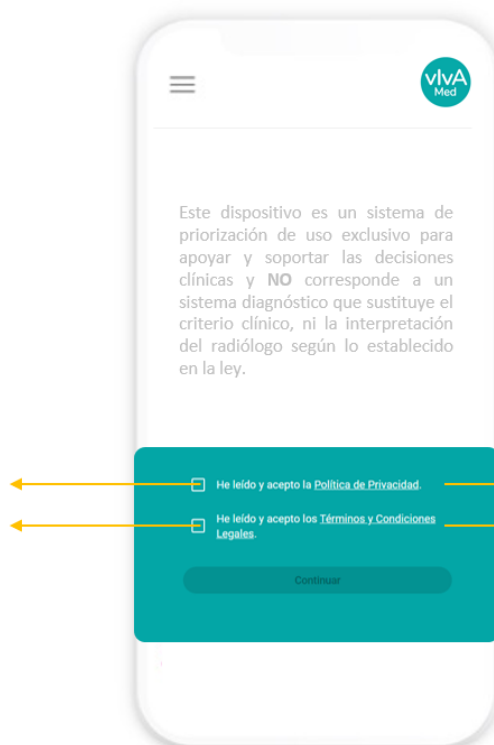 vIvA
Med
Este dispositivo es un sistema de
priorización de uso exclusivo para
apoyar y soportar las decisiones
clínicas y NO corresponde a un
sistema diagnóstico que sustituye el
criterio clínico, ni la interpretación
del radiólogo según lo establecido
en la ley.
He leído y acepto la Política de Privacidad.
He leído y acepto los Términos y Condiciones
Legales.
Continuar